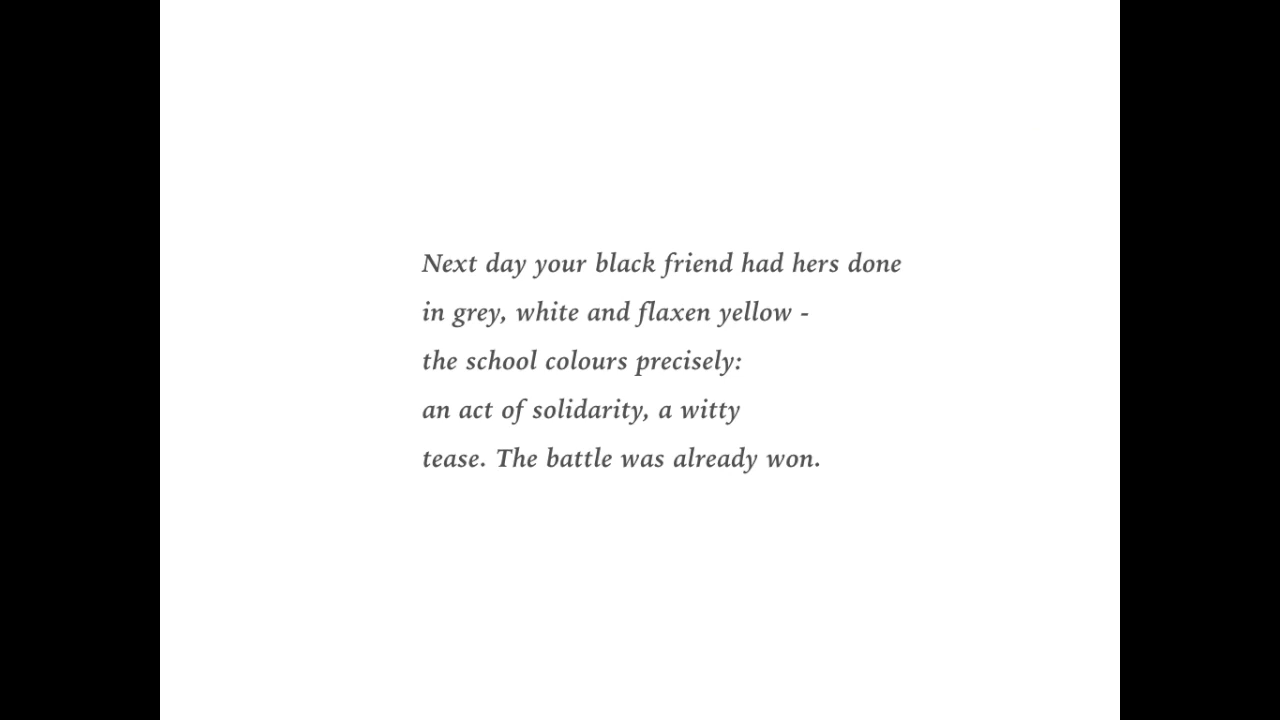 Next day your black friend had hers done
in grey, white and flaxen yellow -
the school colours precisely:
an act of solidarity, a witty
tease. The battle was already won.